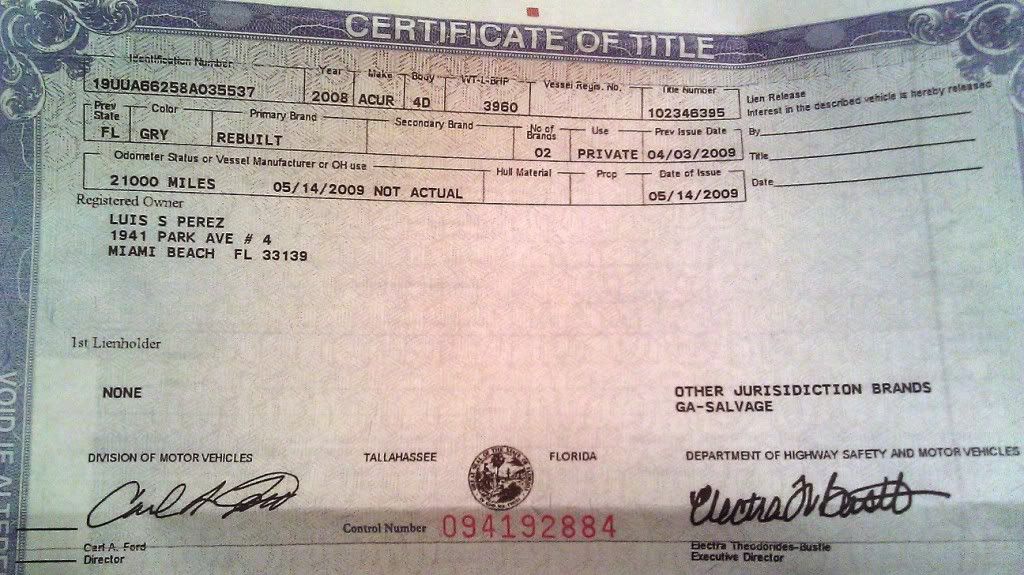 CERTIFICATE OF TITLE
Identification Number Year Make Body WT-L-BHP Vessel Regis. No. Title Number
19UUA66258A035537 2008 ACUR 4D 3960 102346395
Lien Release
Interest in the described vehicle is hereby released
Prev State Color Primary Brand Secondary Brand No of Brands Use Prev Issue Date
FL GRY REBUILT 02 PRIVATE 04/03/2009
By
Title
Odometer Status or Vessel Manufacturer or OH use Hull Material Prop Date of Issue
21000 MILES 05/14/2009 NOT ACTUAL 05/14/2009
Date
Registered Owner
LUIS S PEREZ
1941 PARK AVE # 4
MIAMI BEACH FL 33139
1st Lienholder
NONE
OTHER JURISIDICTION BRANDS
GA-SALVAGE
DIVISION OF MOTOR VEHICLES TALLAHASSEE FLORIDA DEPARTMENT OF HIGHWAY SAFETY AND MOTOR VEHICLES
Control Number 094192884
Carl A. Ford
Director
Electra Theodorides-Bustle
Executive Director
VOID IF ALTERE